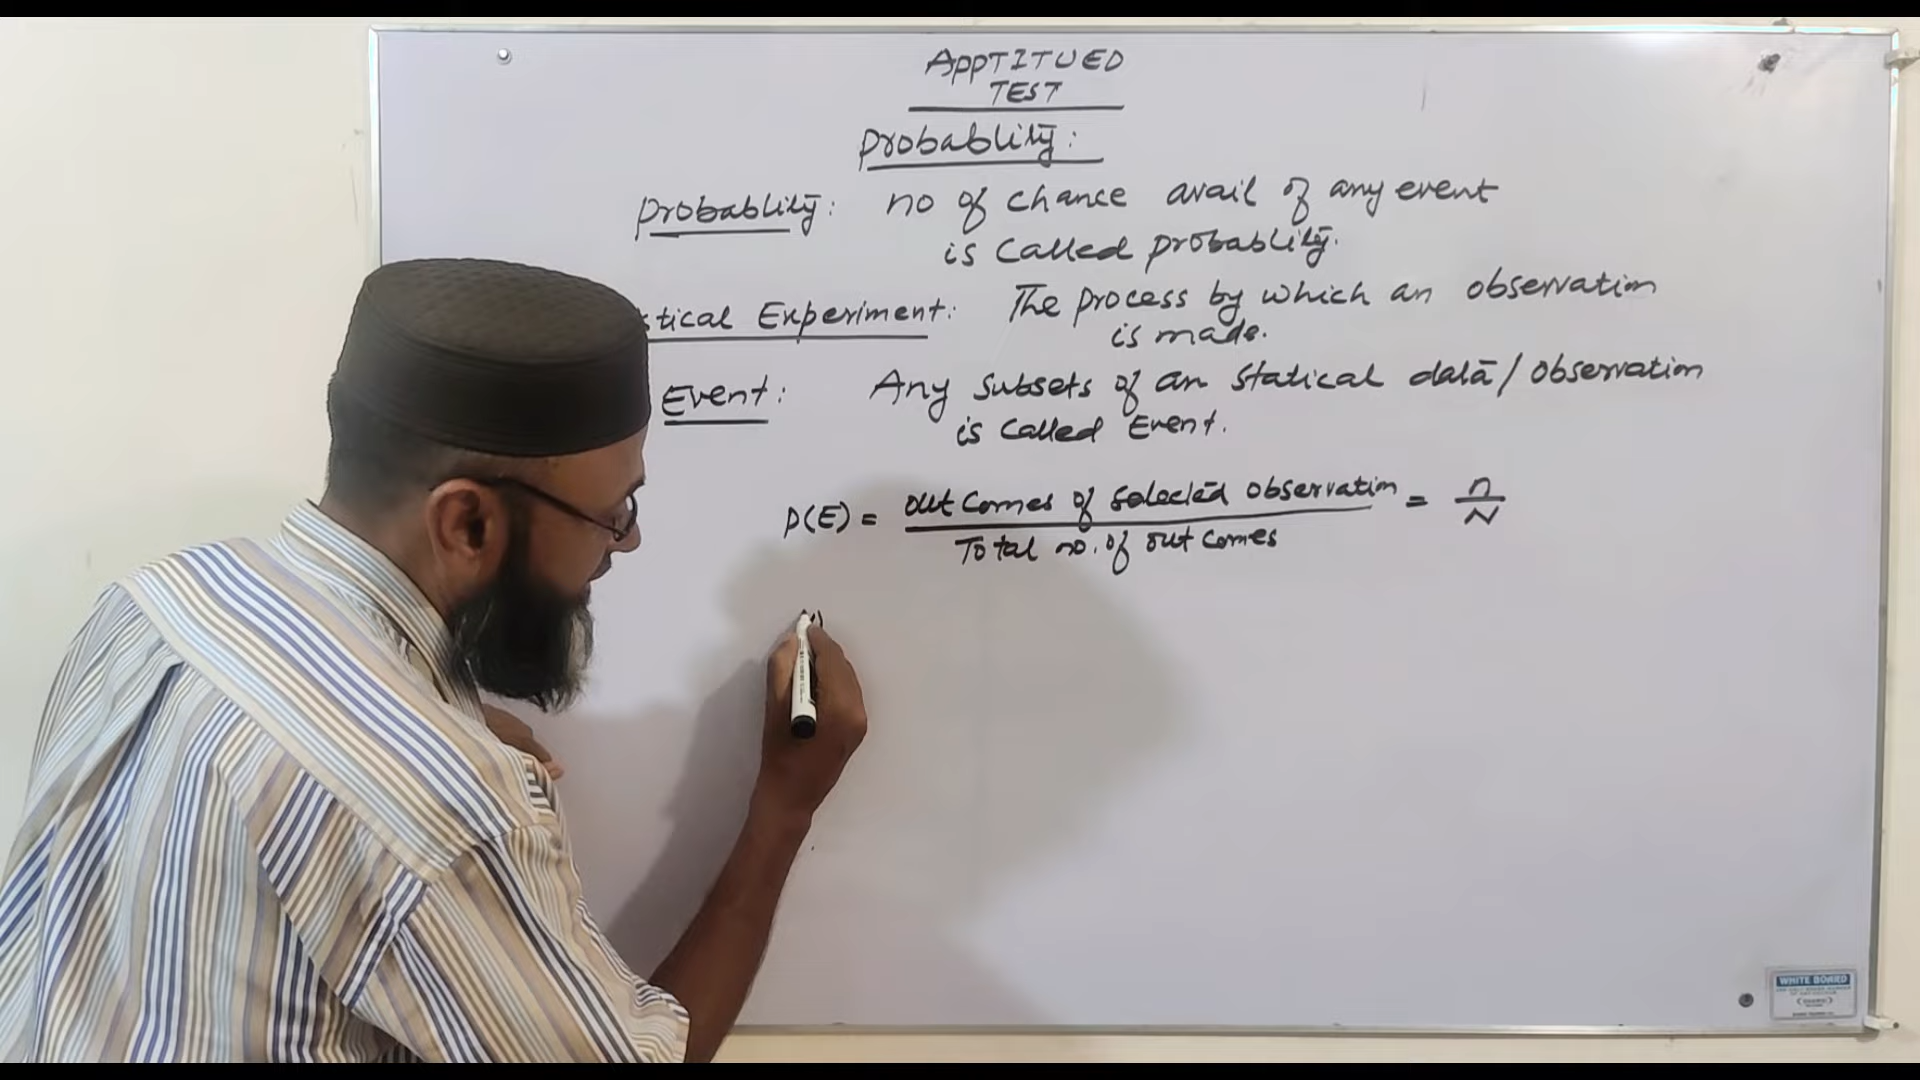 APPTITUED
TEST
Probablity:
Probablity: no of chance avail of any event
is called probablity.
stical Experiment: The process by which an observation
is made.
Event: Any subsets of an statical data/observation
is called Event.
P(E) = out comes of selected observation / Total no. of out comes = n/N
WHITE BOARD